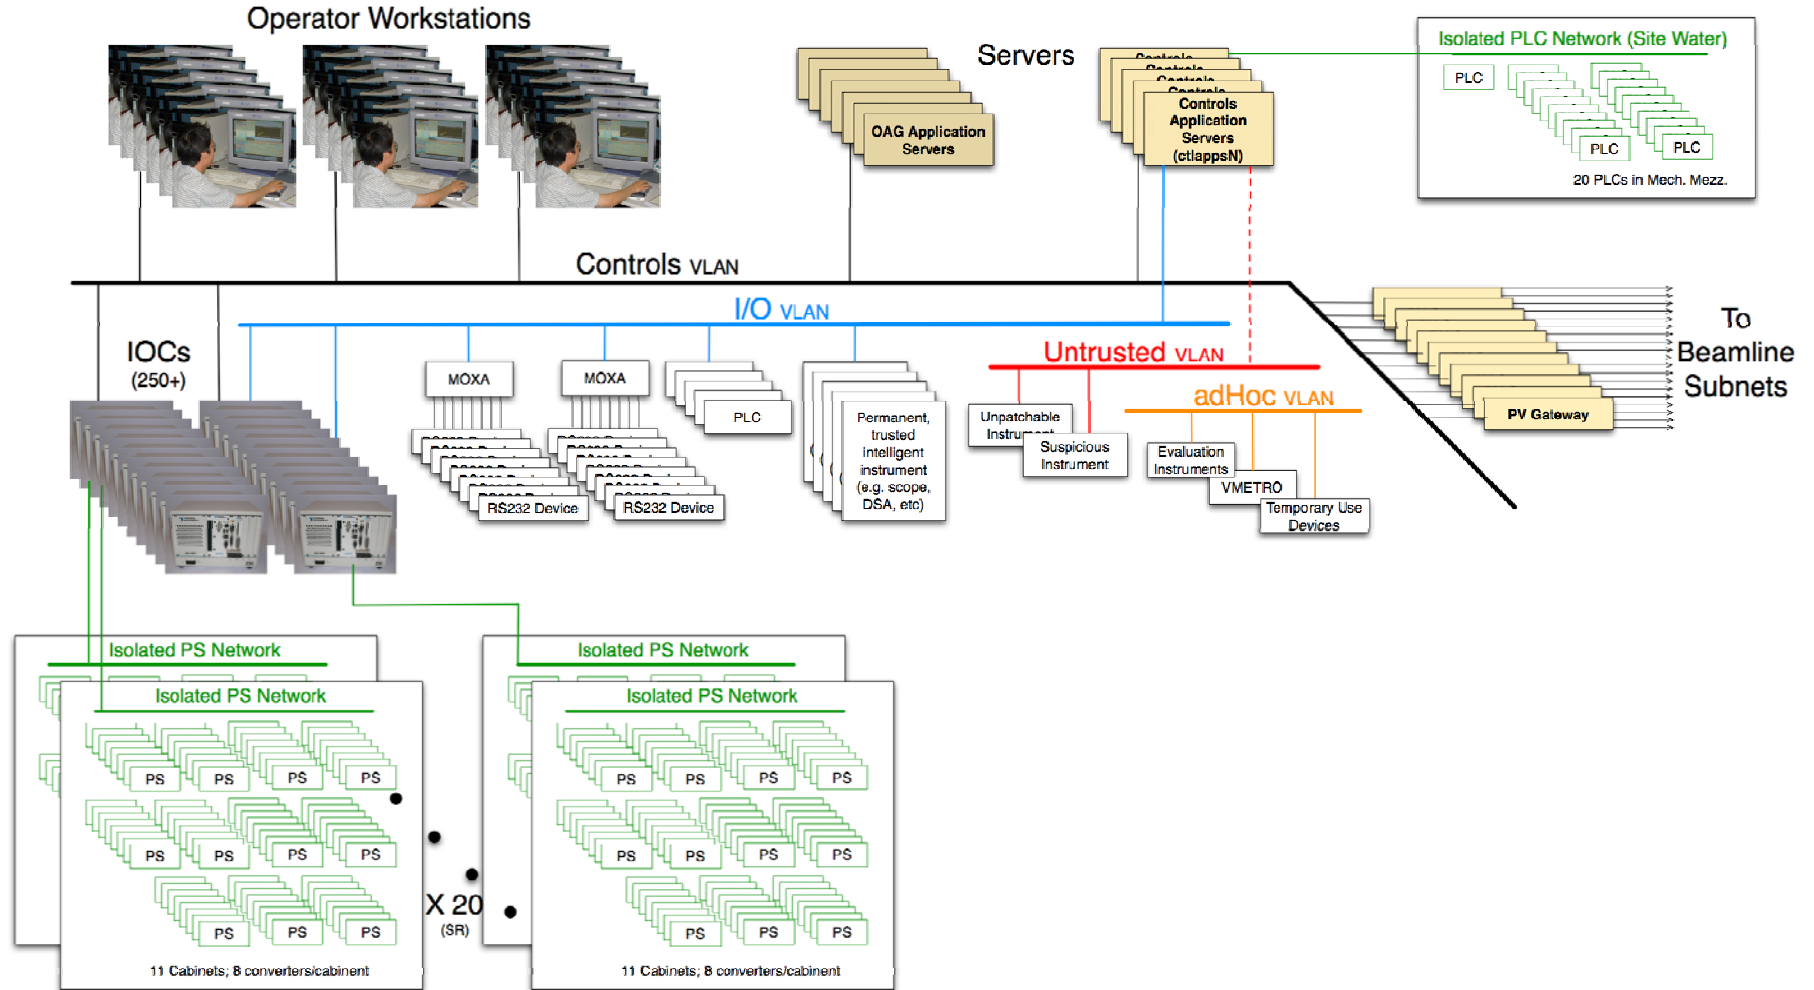 Operator Workstations
Servers
OAG Application
Servers
Controls
Controls
Controls
Controls
Application
Servers
(ctlappsN)
Isolated PLC Network (Site Water)
PLC
PLC
PLC
20 PLCs in Mech. Mezz.
Controls VLAN
I/O VLAN
Untrusted VLAN
adHoc VLAN
IOCs
(250+)
MOXA
MOXA
PLC
RS232 Device
RS232 Device
Permanent,
trusted
intelligent
instrument
(e.g. scope,
DSA, etc)
Unpatchable
Instrument
Suspicious
Instrument
Evaluation
Instruments
VMETRO
Temporary Use
Devices
PV Gateway
To
Beamline
Subnets
Isolated PS Network
Isolated PS Network
PS PS PS PS
PS PS PS PS
PS PS PS
11 Cabinets; 8 converters/cabinent
X 20
(SR)
Isolated PS Network
Isolated PS Network
PS PS PS PS
PS PS PS PS
PS PS PS
11 Cabinets; 8 converters/cabinent